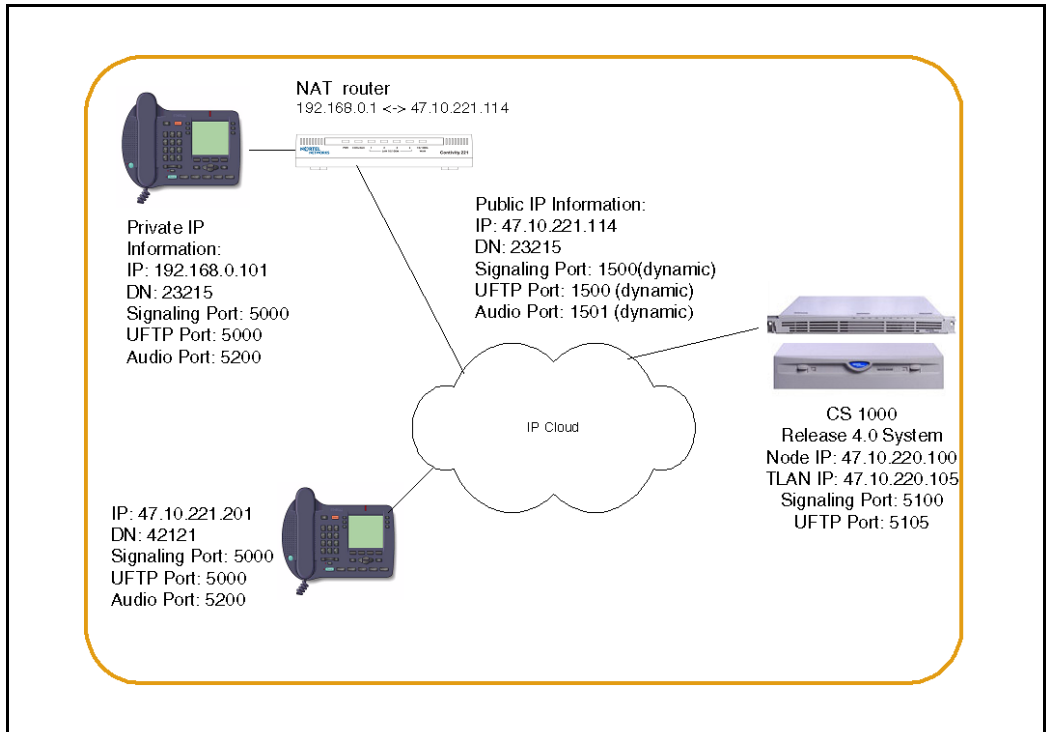 NAT router
192.168.0.1 <-> 47.10.221.114
NORTEL
NETWORKS
Contivity 221
Private IP
Information:
IP: 192.168.0.101
DN: 23215
Signaling Port: 5000
UFTP Port: 5000
Audio Port: 5200
Public IP Information:
IP: 47.10.221.114
DN: 23215
Signaling Port: 1500(dynamic)
UFTP Port: 1500 (dynamic)
Audio Port: 1501 (dynamic)
IP Cloud
CS 1000
Release 4.0 System
Node IP: 47.10.220.100
TLAN IP: 47.10.220.105
Signaling Port: 5100
UFTP Port: 5105
IP: 47.10.221.201
DN: 42121
Signaling Port: 5000
UFTP Port: 5000
Audio Port: 5200